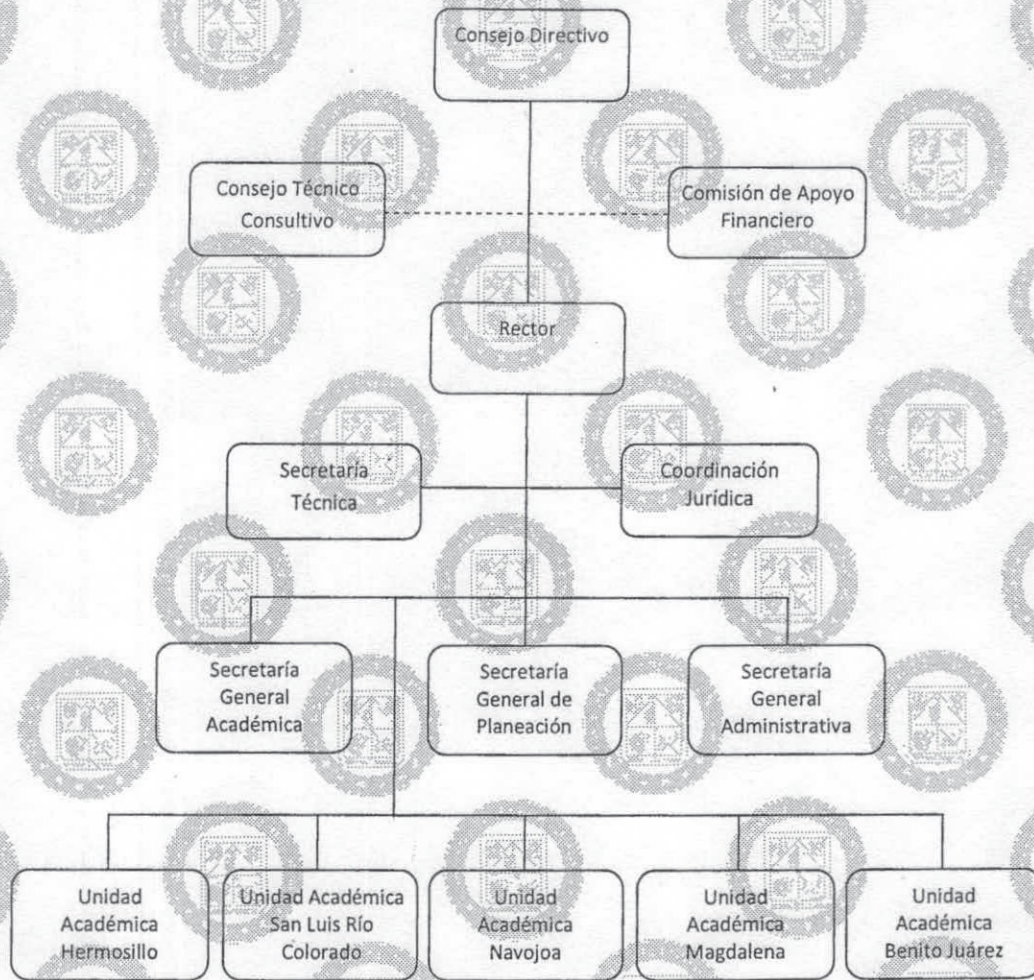 Consejo Directivo
Consejo Técnico
Consultivo
Comisión de Apoyo
Financiero
Rector
Secretaría
Técnica
Coordinación
Jurídica
Secretaría
General
Académica
Secretaría
General de
Planeación
Secretaría
General
Administrativa
Unidad
Académica
Hermosillo
Unidad Académica
San Luis Río
Colorado
Unidad
Académica
Navojoa
Unidad
Académica
Magdalena
Unidad
Académica
Benito Juárez